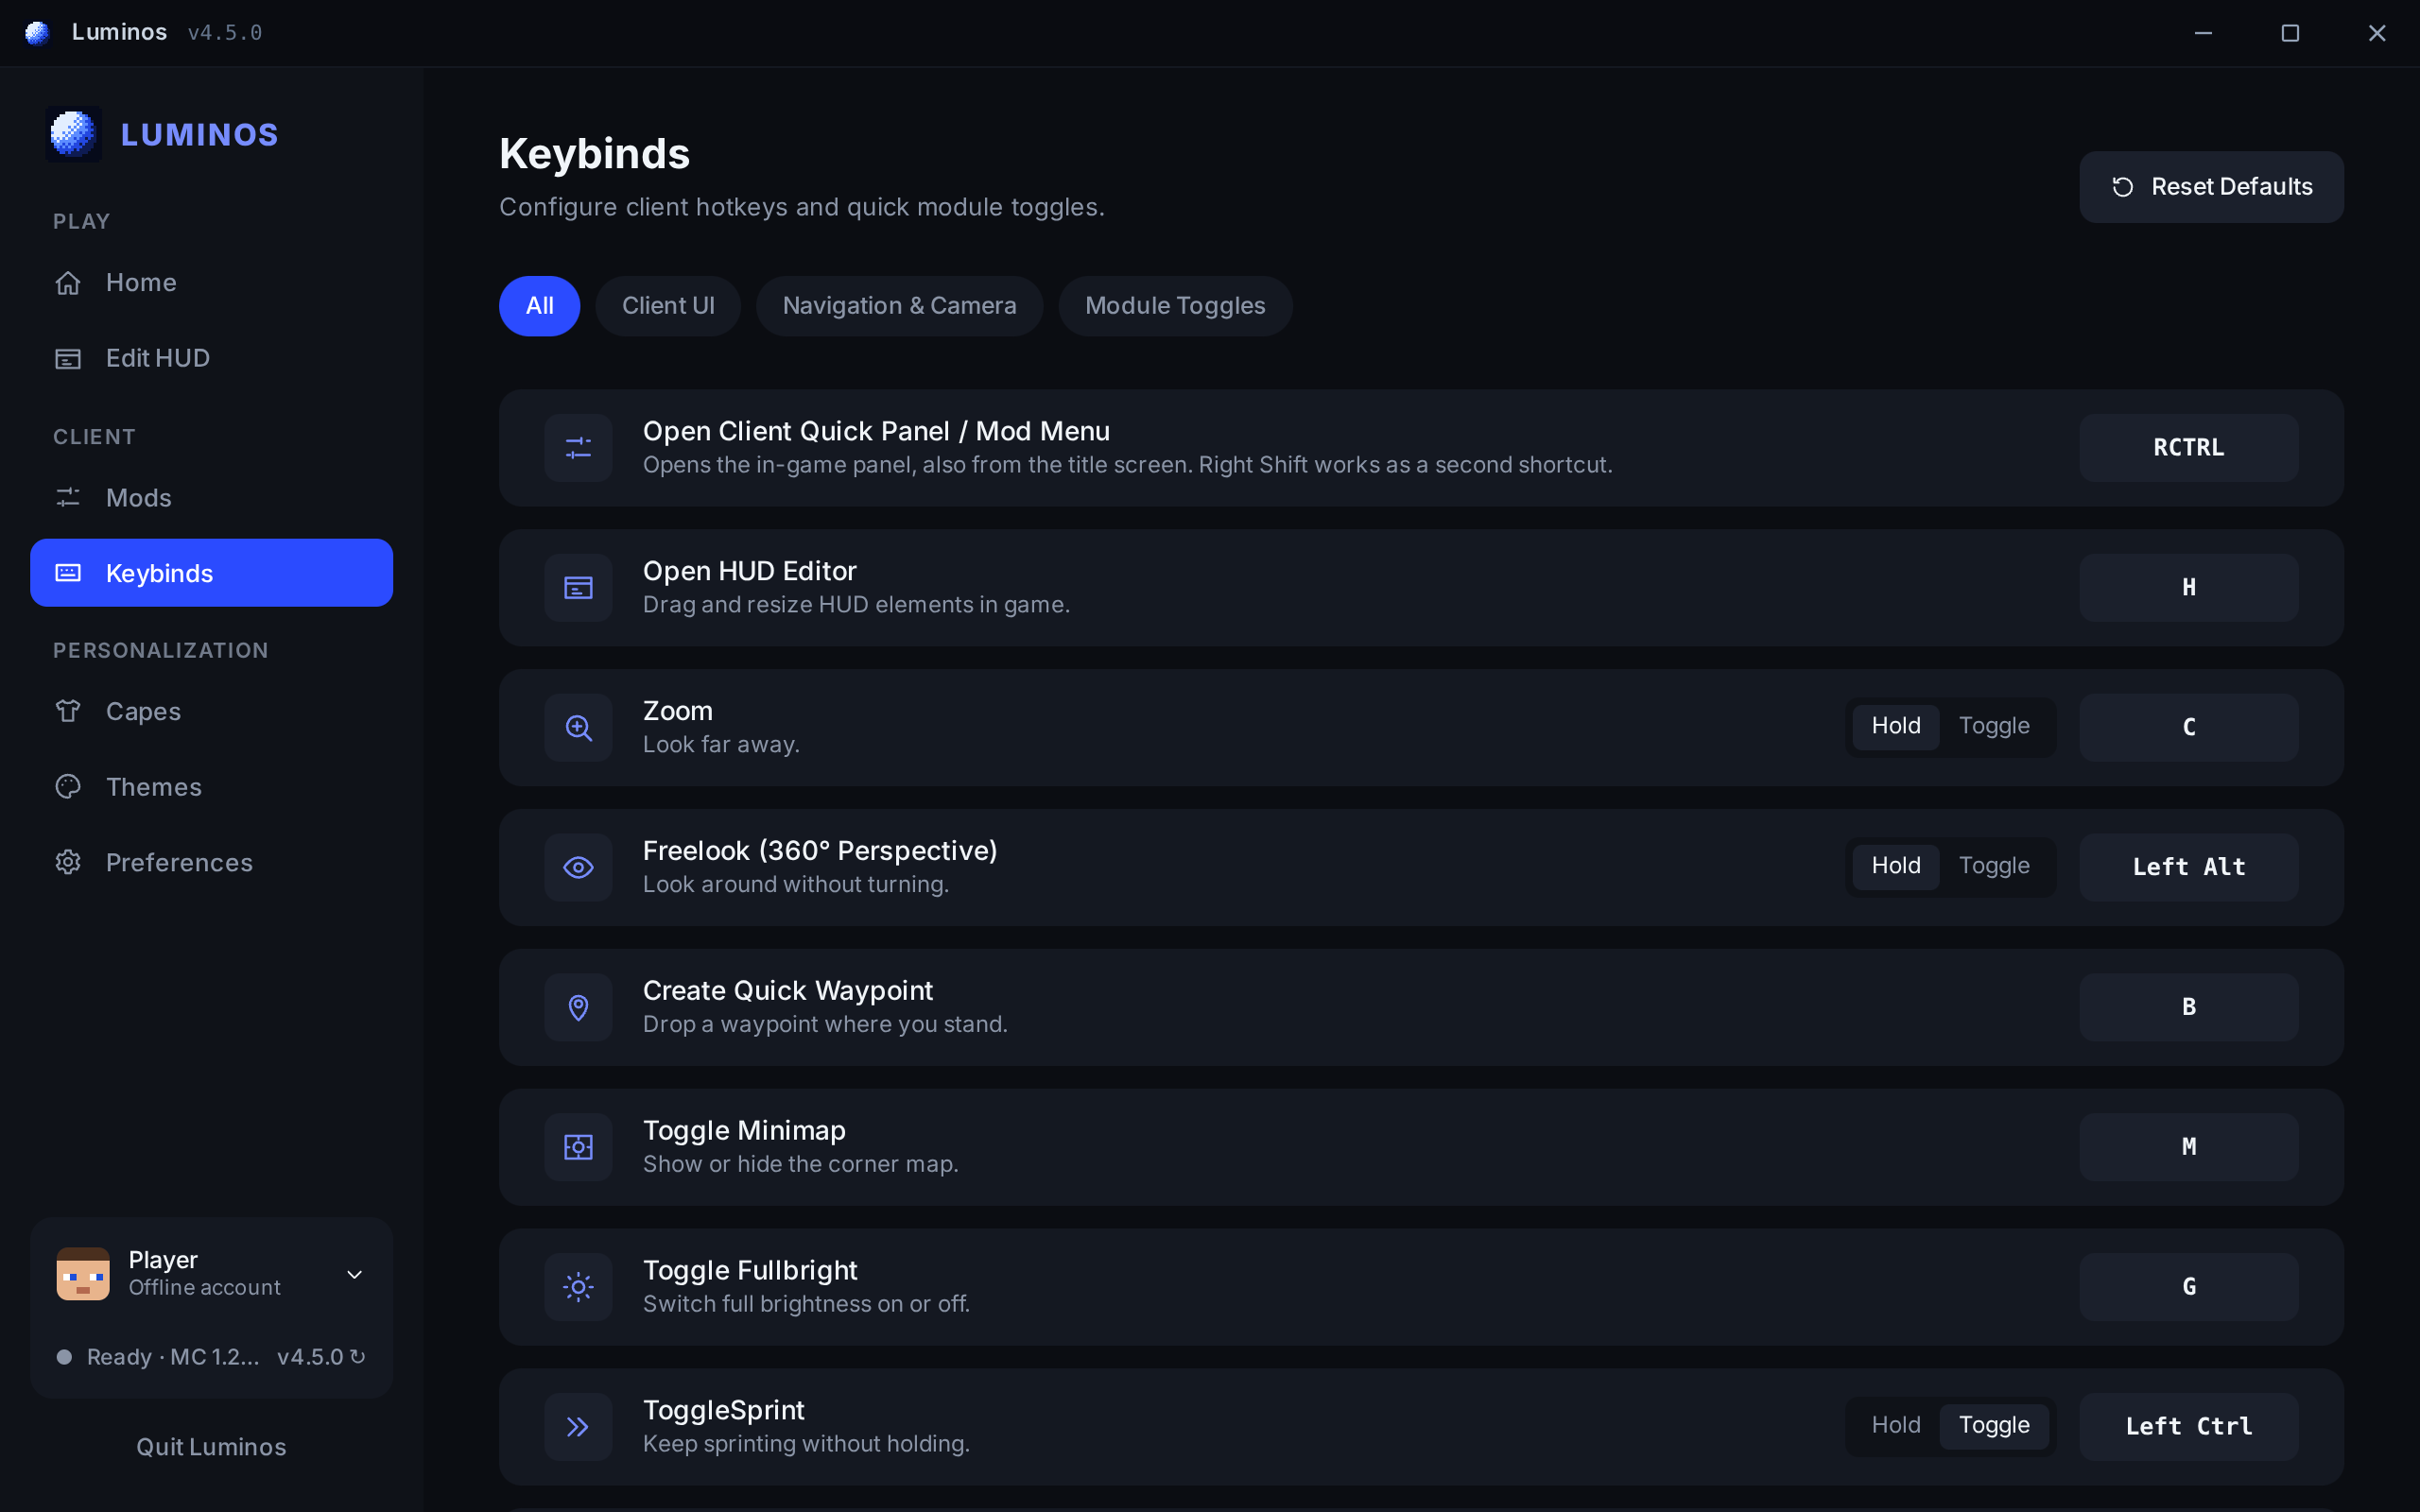 Luminos v4.5.0
LUMINOS
PLAY
Home
Edit HUD
CLIENT
Mods
Keybinds
PERSONALIZATION
Capes
Themes
Preferences
Player
Offline account
Ready · MC 1.2... v4.5.0 ↻
Quit Luminos
Keybinds
Configure client hotkeys and quick module toggles.
Reset Defaults
All Client UI Navigation & Camera Module Toggles
Open Client Quick Panel / Mod Menu
Opens the in-game panel, also from the title screen. Right Shift works as a second shortcut.
RCTRL
Open HUD Editor
Drag and resize HUD elements in game.
H
Zoom
Look far away.
Hold Toggle C
Freelook (360° Perspective)
Look around without turning.
Hold Toggle Left Alt
Create Quick Waypoint
Drop a waypoint where you stand.
B
Toggle Minimap
Show or hide the corner map.
M
Toggle Fullbright
Switch full brightness on or off.
G
ToggleSprint
Keep sprinting without holding.
Hold Toggle Left Ctrl